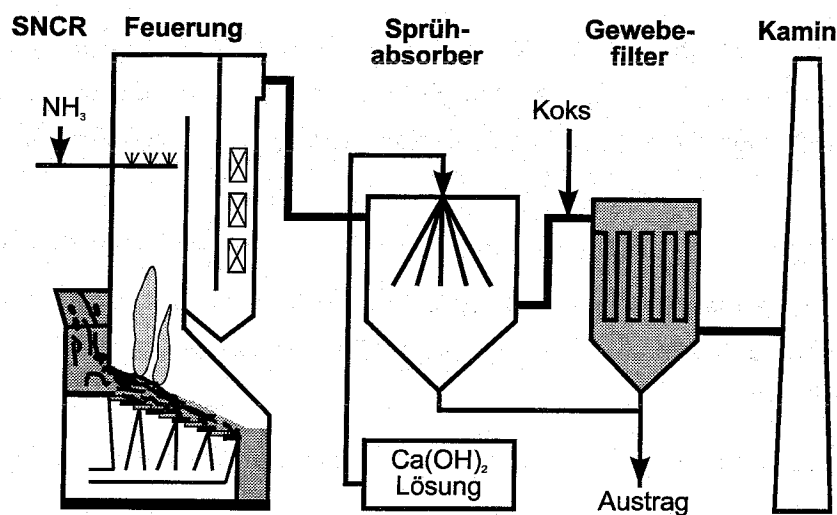 SNCR
Feuerung
Sprüh-
absorber
Gewebe-
filter
Kamin
NH₃
Koks
Ca(OH)₂
Lösung
Austrag